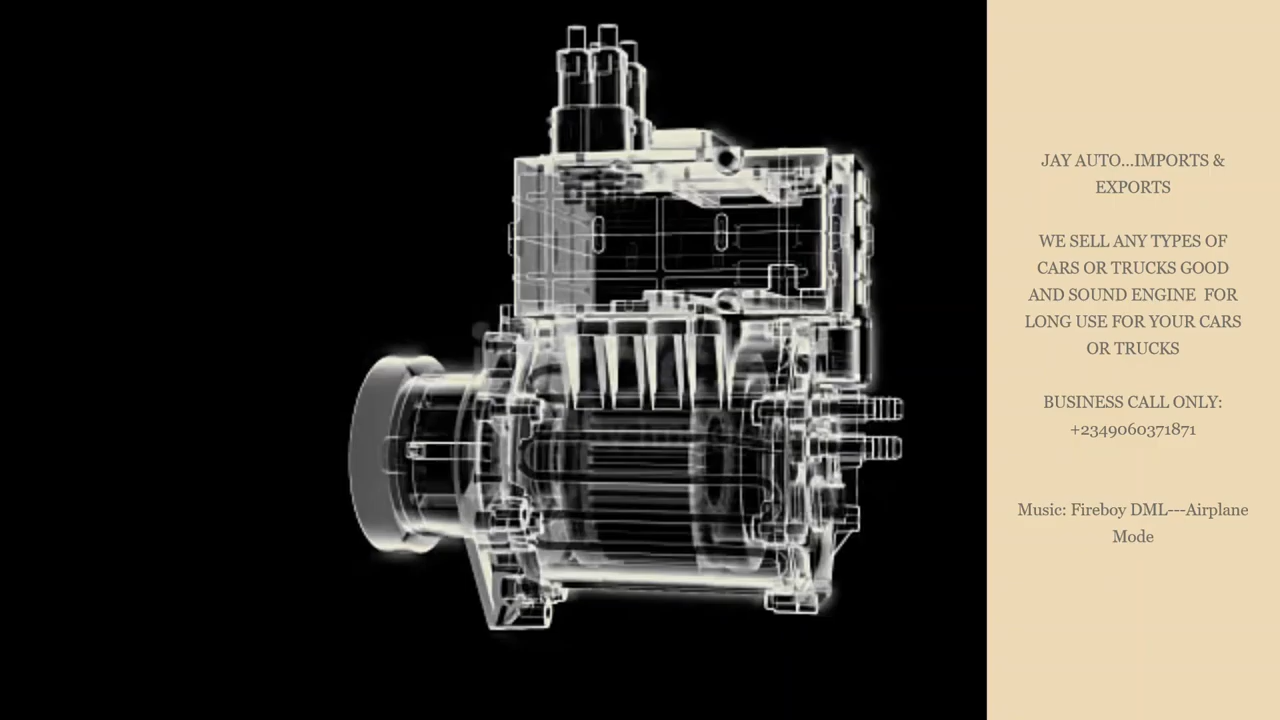 JAY AUTO...IMPORTS &
EXPORTS
WE SELL ANY TYPES OF
CARS OR TRUCKS GOOD
AND SOUND ENGINE  FOR
LONG USE FOR YOUR CARS
OR TRUCKS
BUSINESS CALL ONLY:
+2349060371871
Music: Fireboy DML---Airplane
Mode